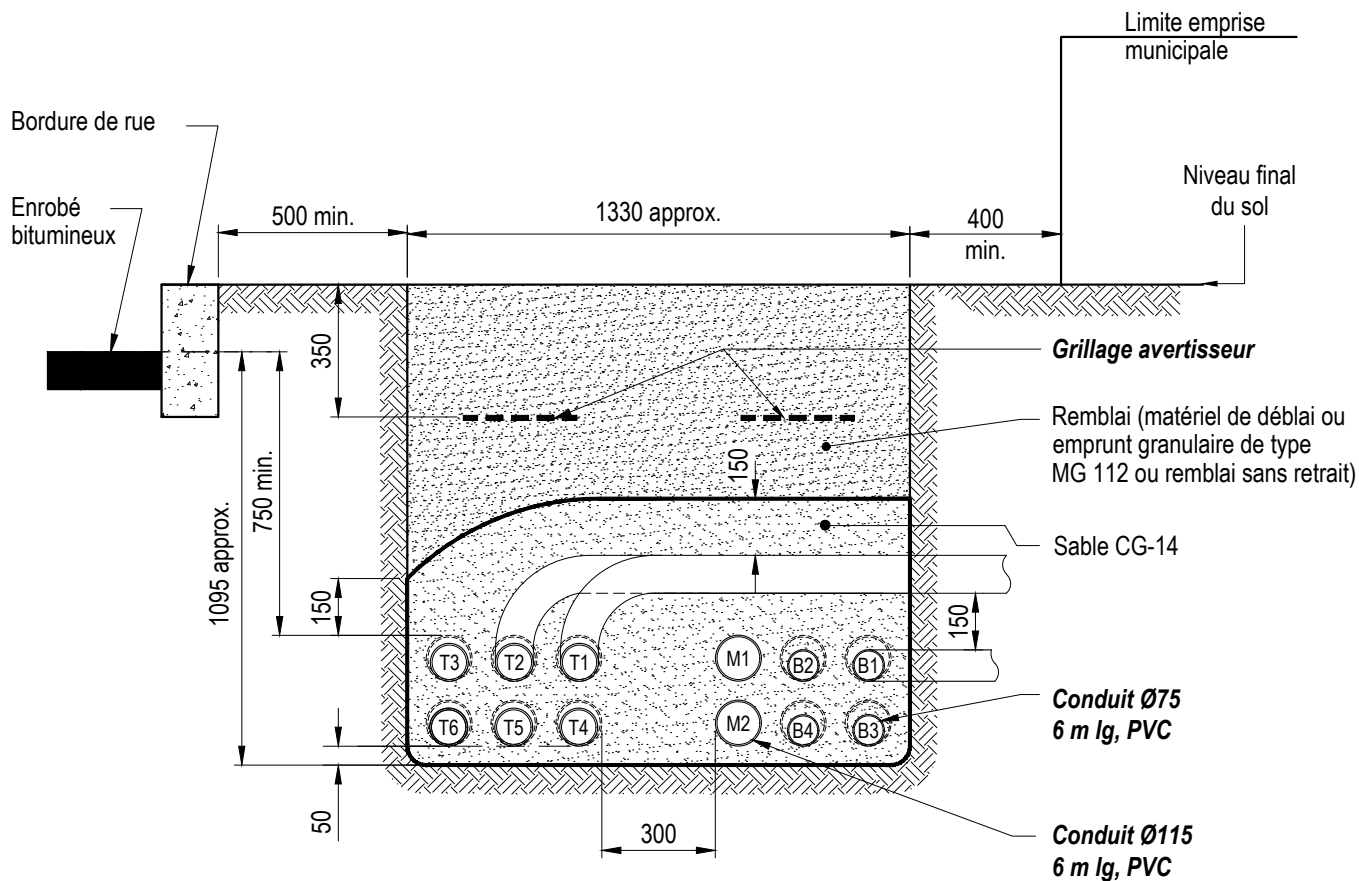 Limite emprise
municipale
Bordure de rue
Niveau final
du sol
Enrobé
bitumineux
500 min.
1330 approx.
400
min.
350
Grillage avertisseur
Remblai (matériel de déblai ou
emprunt granulaire de type
MG 112 ou remblai sans retrait)
150
750 min.
1095 approx.
Sable CG-14
150
150
T3 T2 T1 M1 B2 B1
T6 T5 T4 M2 B4 B3
Conduit Ø75
6 m lg, PVC
50
300
Conduit Ø115
6 m lg, PVC